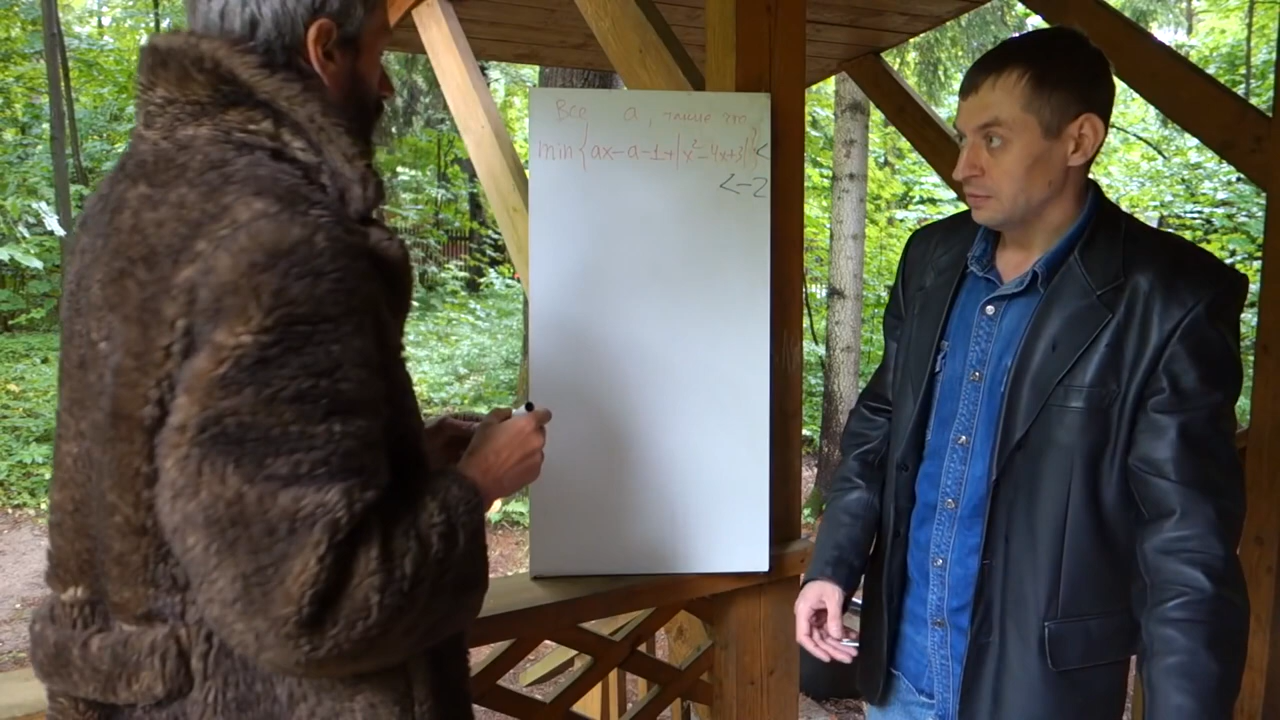 Все a, такие что
min{ax-a-1+|x²-4x+3|}<
<-2